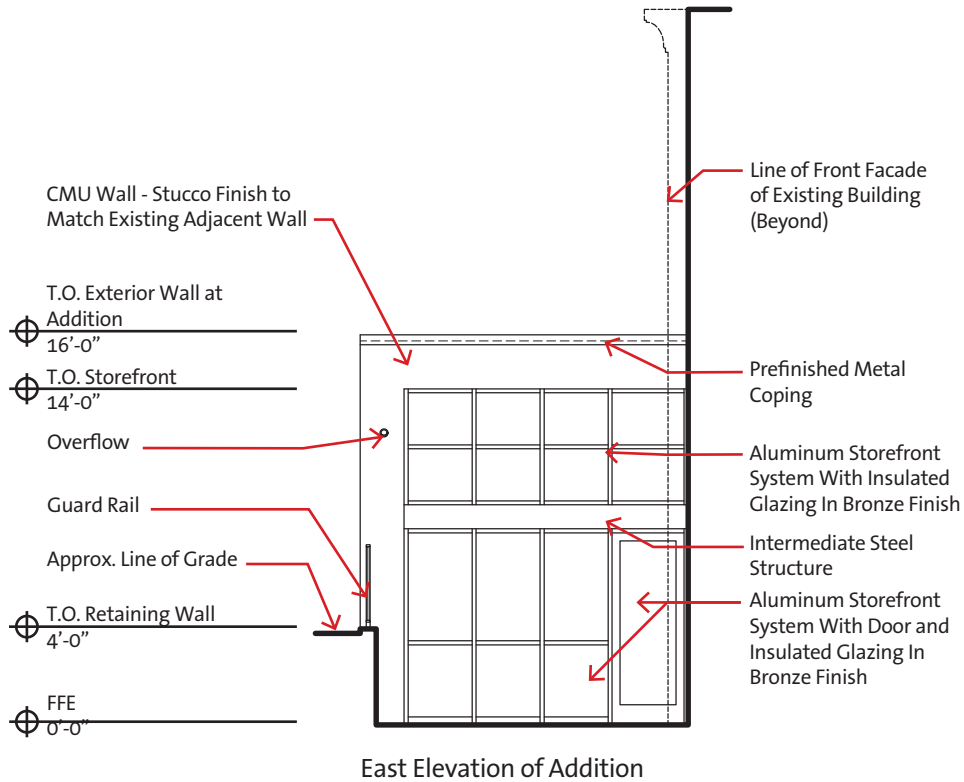 CMU Wall - Stucco Finish to
Match Existing Adjacent Wall
T.O. Exterior Wall at
Addition
16’-0”
T.O. Storefront
14’-0”
Overflow
Guard Rail
Approx. Line of Grade
T.O. Retaining Wall
4’-0”
FFE
0’-0”
Line of Front Facade
of Existing Building
(Beyond)
Prefinished Metal
Coping
Aluminum Storefront
System With Insulated
Glazing In Bronze Finish
Intermediate Steel
Structure
Aluminum Storefront
System With Door and
Insulated Glazing In
Bronze Finish
East Elevation of Addition